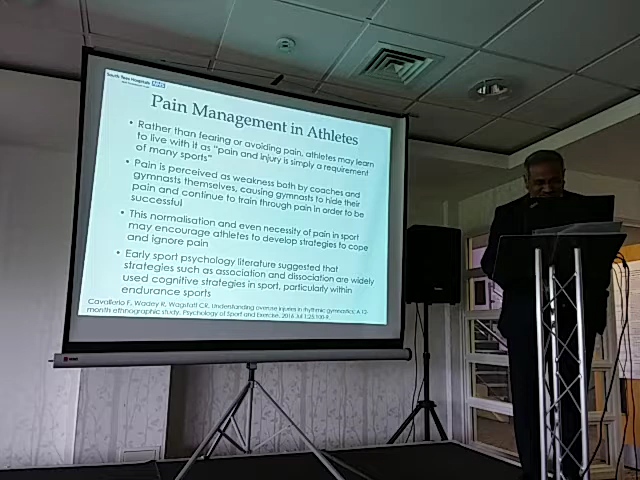 South Tees Hospitals NHS
Pain Management in Athletes
• Rather than fearing or avoiding pain, athletes may learn
to live with it as "pain and injury is simply a requirement
of many sports"
• Pain is perceived as weakness both by coaches and
gymnasts themselves, causing gymnasts to hide their
pain and continue to train through pain in order to be
successful
• This normalisation and even necessity of pain in sport
may encourage athletes to develop strategies to cope
and ignore pain
• Early sport psychology literature suggested that
strategies such as association and dissociation are widely
used cognitive strategies in sport, particularly within
endurance sports
Cavallerio F, Wadey R, Wagstaff CR. Understanding overuse injuries in rhythmic gymnastics: A 12-
month ethnographic study. Psychology of Sport and Exercise. 2016 Jul 1;25:100-9.